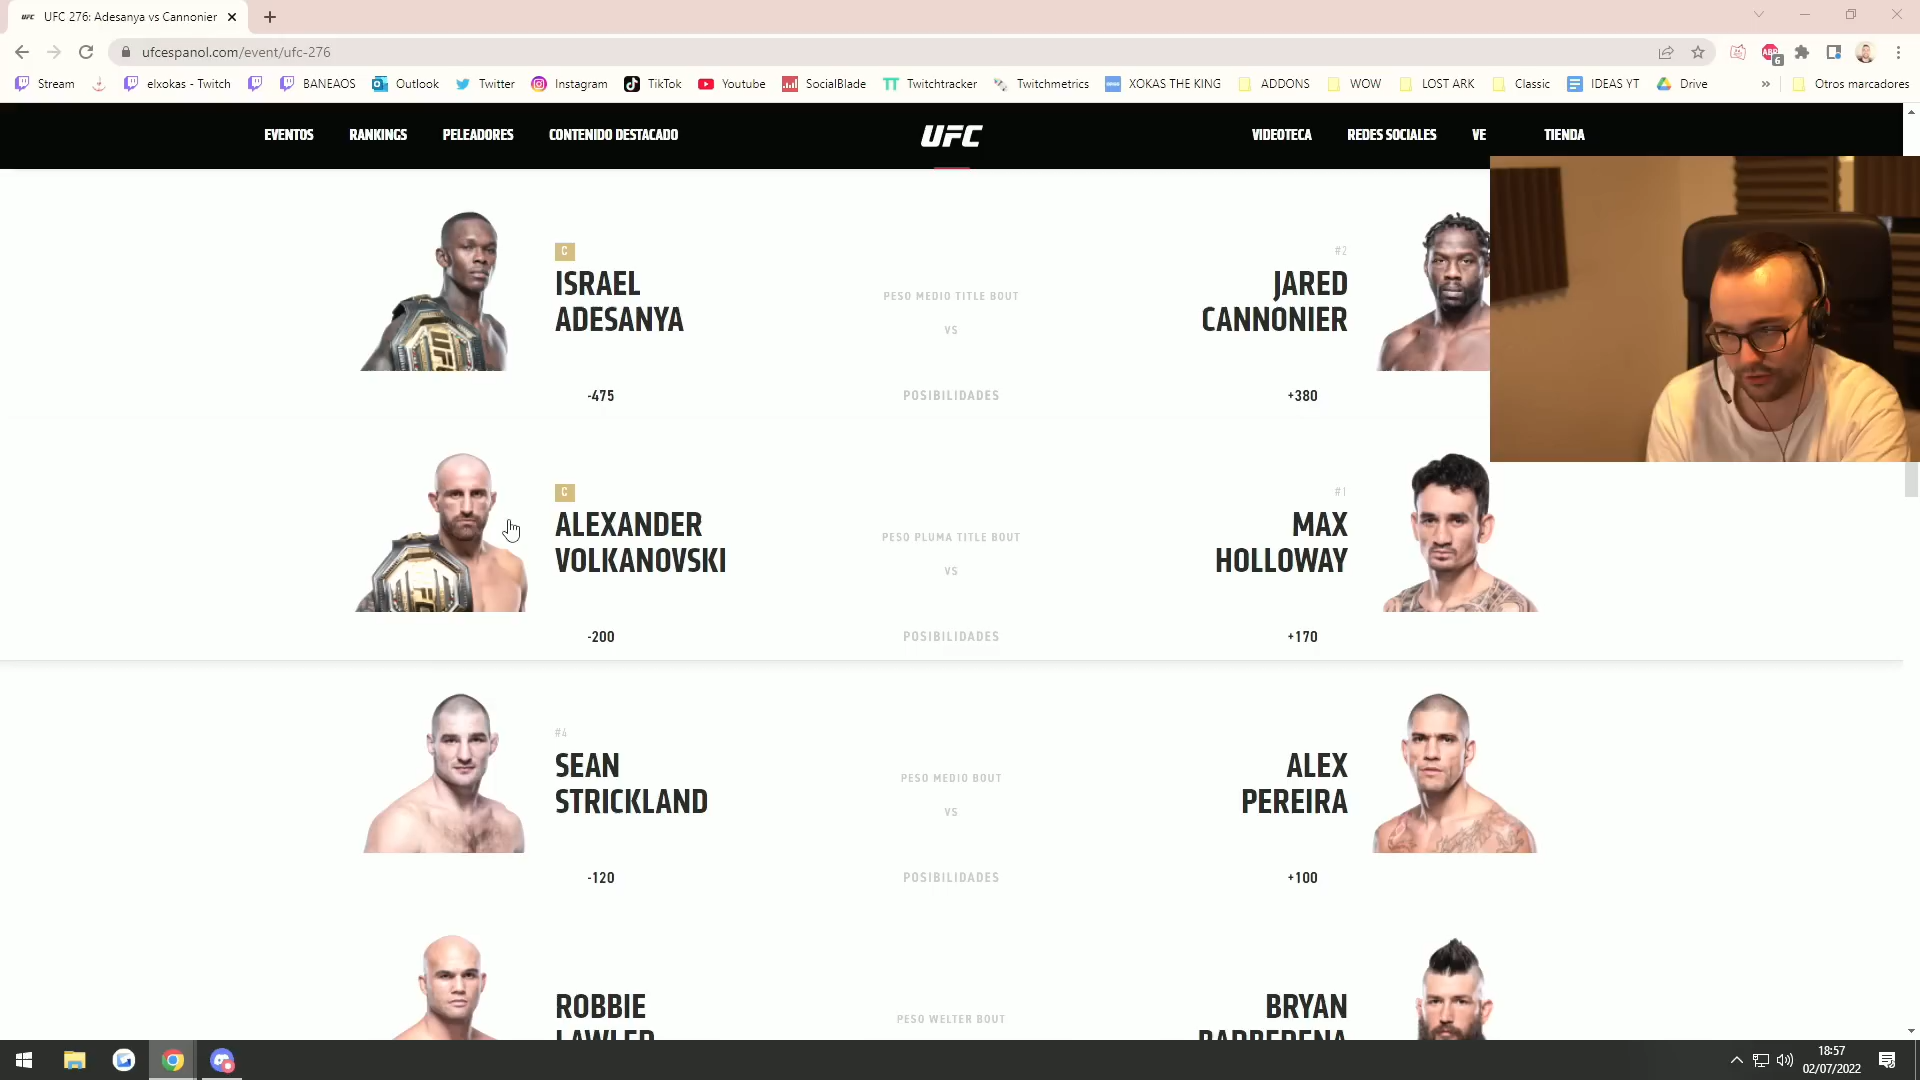 UFC 276: Adesanya vs Cannonier
ufcespanol.com/event/ufc-276
Stream
elxokas - Twitch
BANEAOS
Outlook
Twitter
Instagram
TikTok
Youtube
SocialBlade
Twitchtracker
Twitchmetrics
XOKAS THE KING
ADDONS
WOW
LOST ARK
Classic
IDEAS YT
Drive
»
Otros marcadores
EVENTOS
RANKINGS
PELEADORES
CONTENIDO DESTACADO
UFC
VIDEOTECA
REDES SOCIALES
VE
TIENDA
C
ISRAEL
ADESANYA
PESO MEDIO TITLE BOUT
VS
#2
JARED
CANNONIER
-475
POSIBILIDADES
+380
C
ALEXANDER
VOLKANOVSKI
PESO PLUMA TITLE BOUT
VS
#1
MAX
HOLLOWAY
-200
POSIBILIDADES
+170
#4
SEAN
STRICKLAND
PESO MEDIO BOUT
VS
ALEX
PEREIRA
-120
POSIBILIDADES
+100
ROBBIE
LAWLER
PESO WELTER BOUT
BRYAN
BARBERENA
18:57
02/07/2022